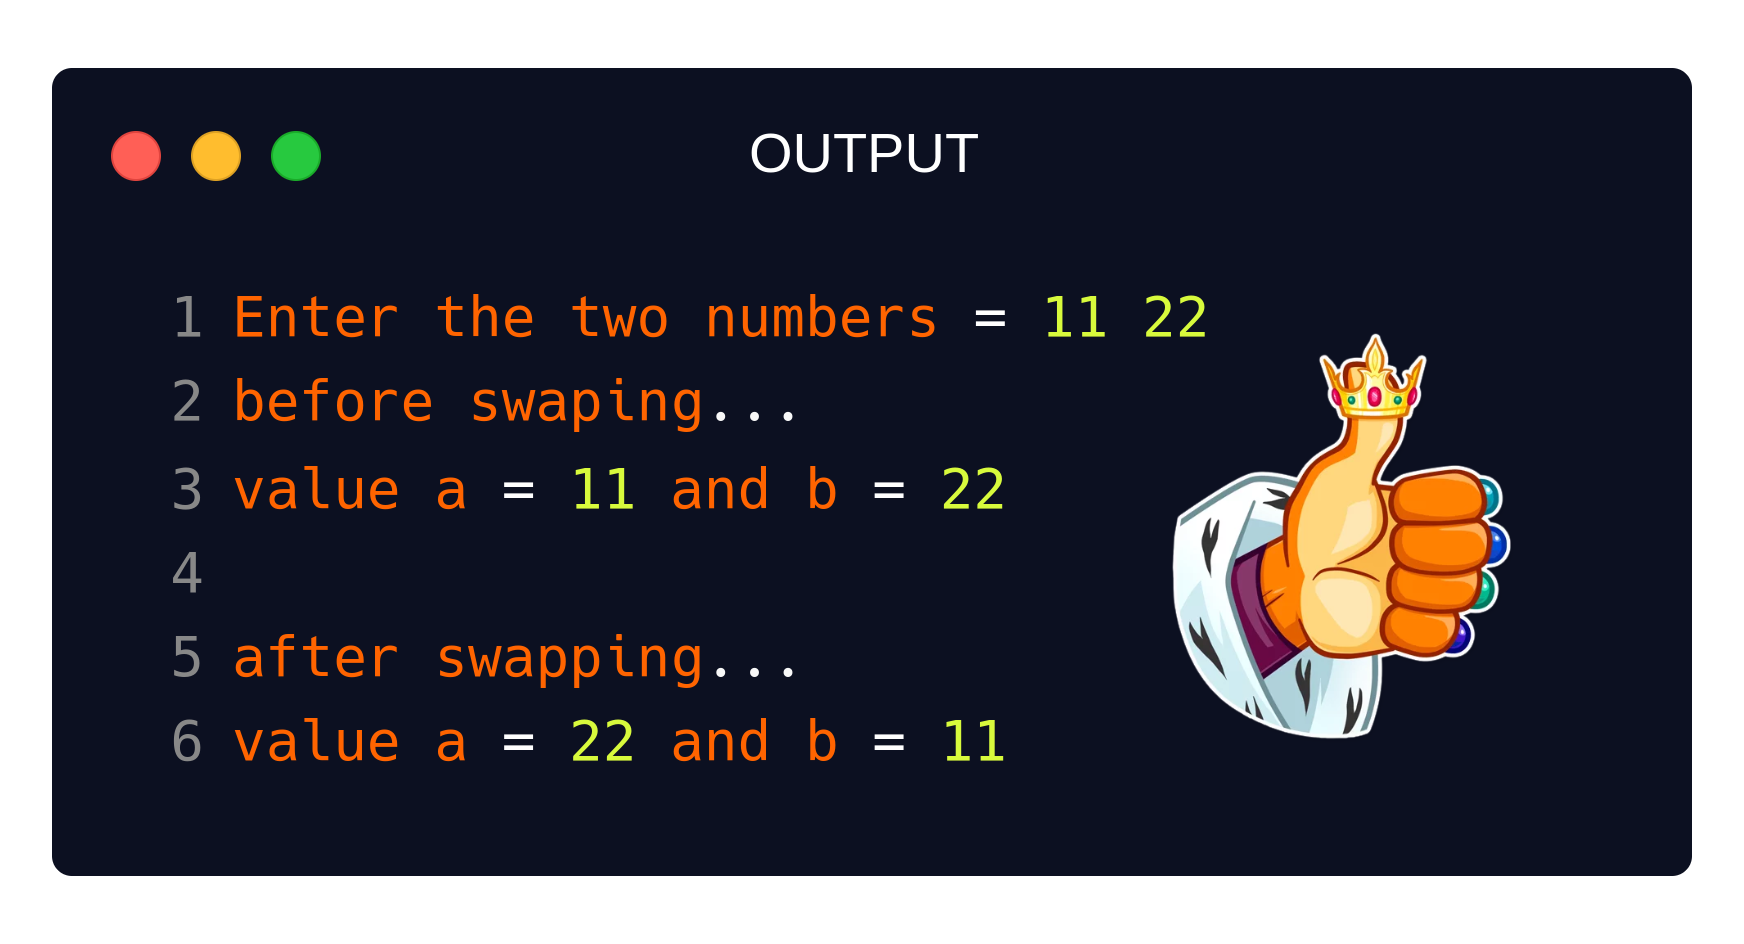 OUTPUT
1 Enter the two numbers = 11 22
2 before swaping...
3 value a = 11 and b = 22
4
5 after swapping...
6 value a = 22 and b = 11